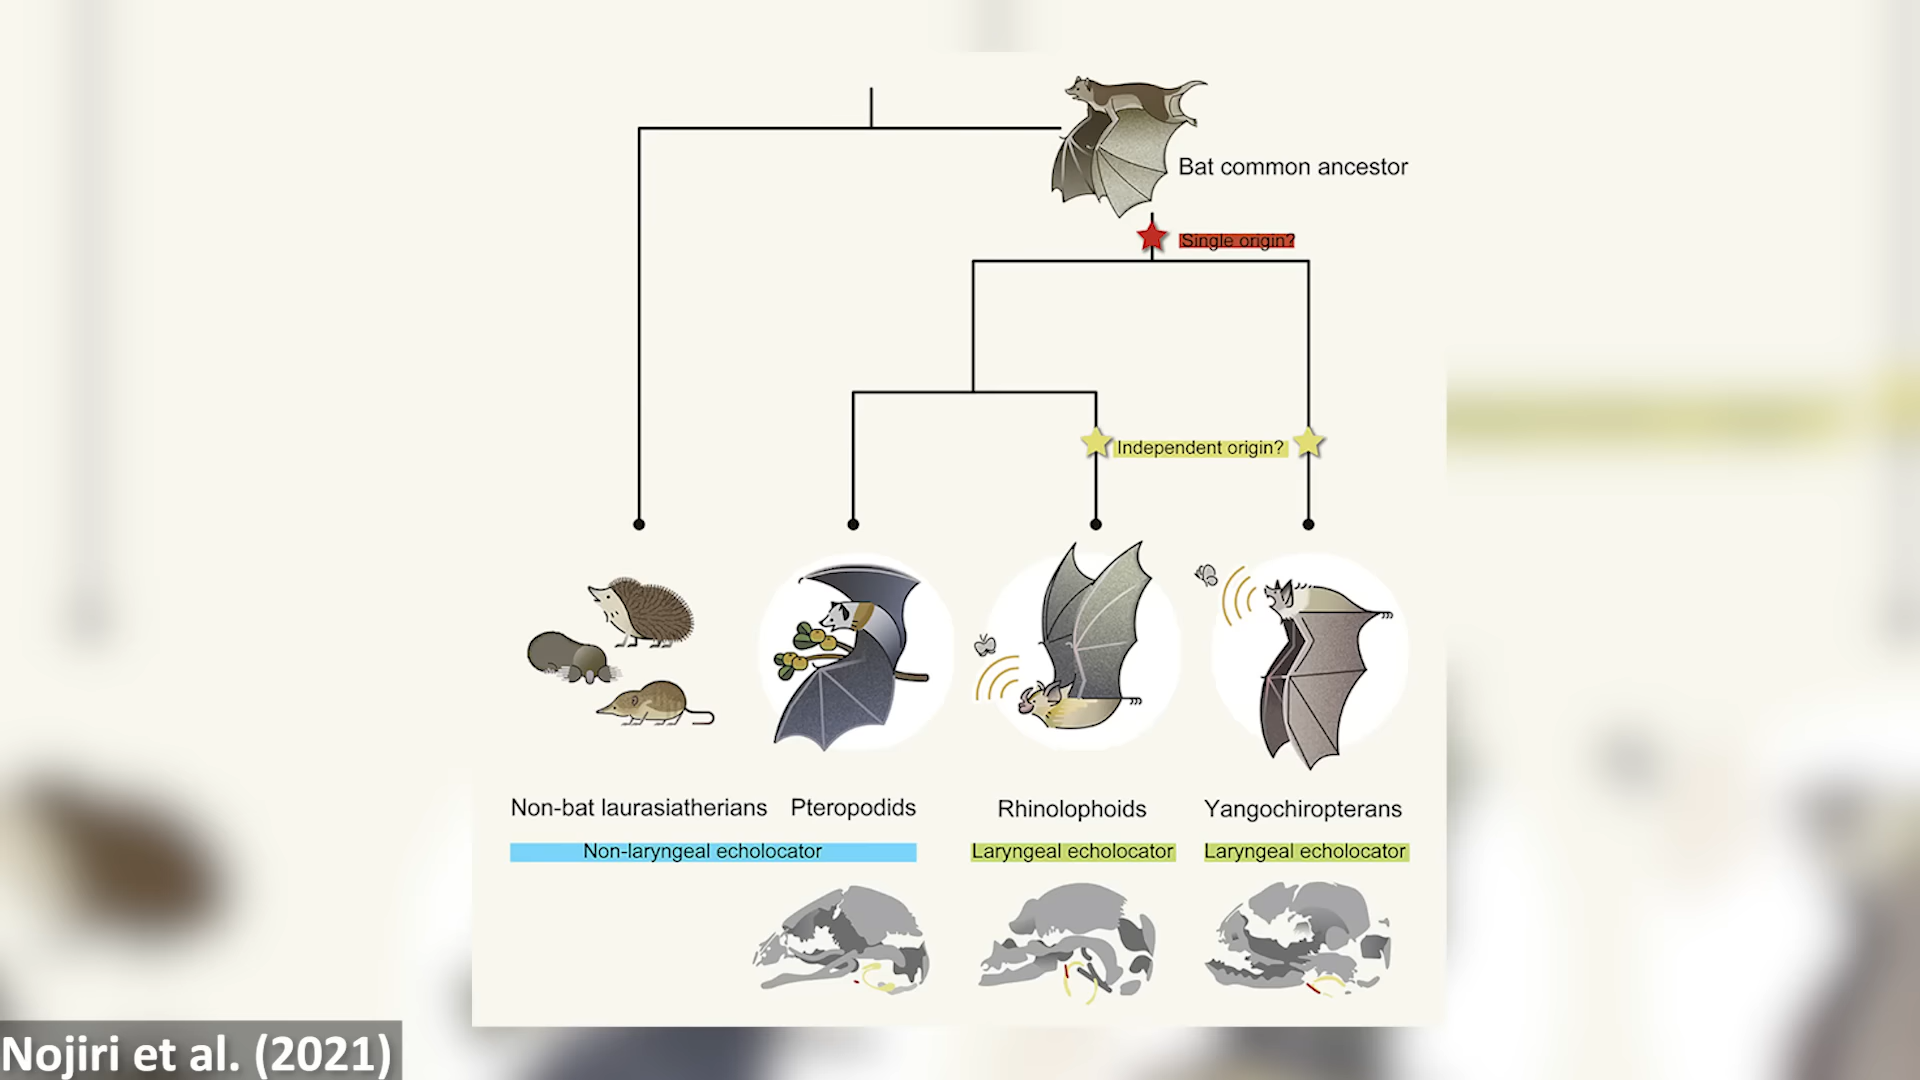 Bat common ancestor
Single origin?
Independent origin?
Non-bat laurasiatherians
Pteropodids
Rhinolophoids
Yangochiropterans
Non-laryngeal echolocator
Laryngeal echolocator
Laryngeal echolocator
Nojiri et al. (2021)